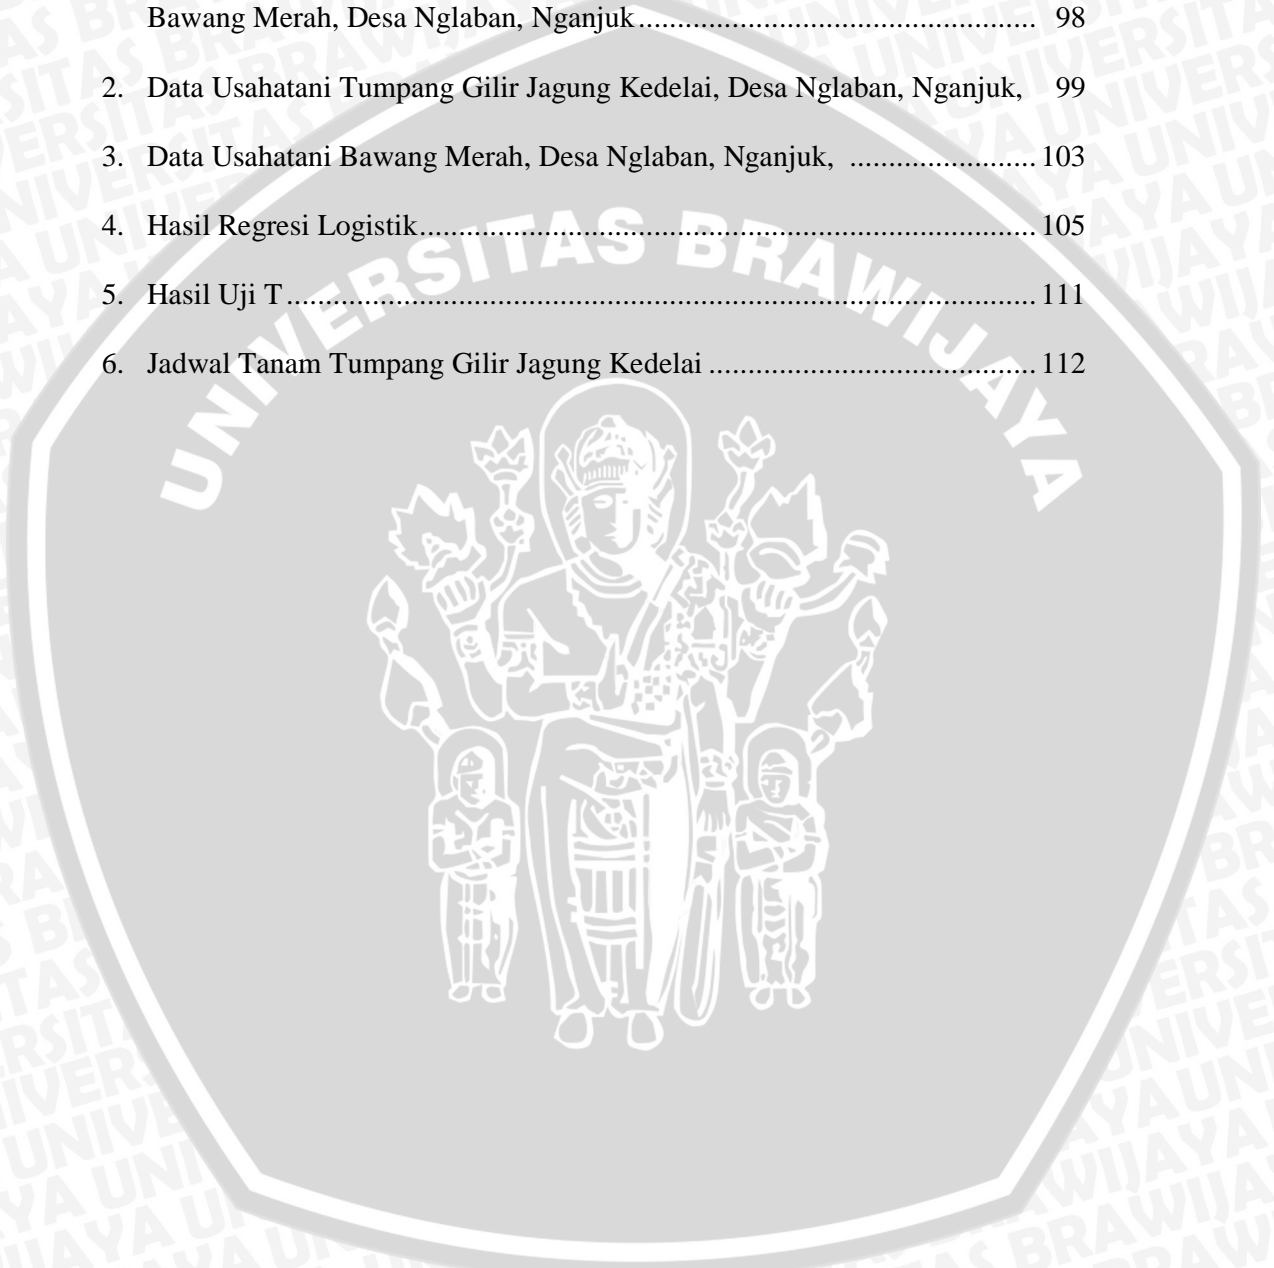 Bawang Merah, Desa Nglaban, Nganjuk................................................... 98
2. Data Usahatani Tumpang Gilir Jagung Kedelai, Desa Nglaban, Nganjuk, 99
3. Data Usahatani Bawang Merah, Desa Nglaban, Nganjuk, ........................ 103
4. Hasil Regresi Logistik............................................................................... 105
5. Hasil Uji T................................................................................................ 111
6. Jadwal Tanam Tumpang Gilir Jagung Kedelai .......................................... 112
UNIVERSITAS BRAWIJAYA